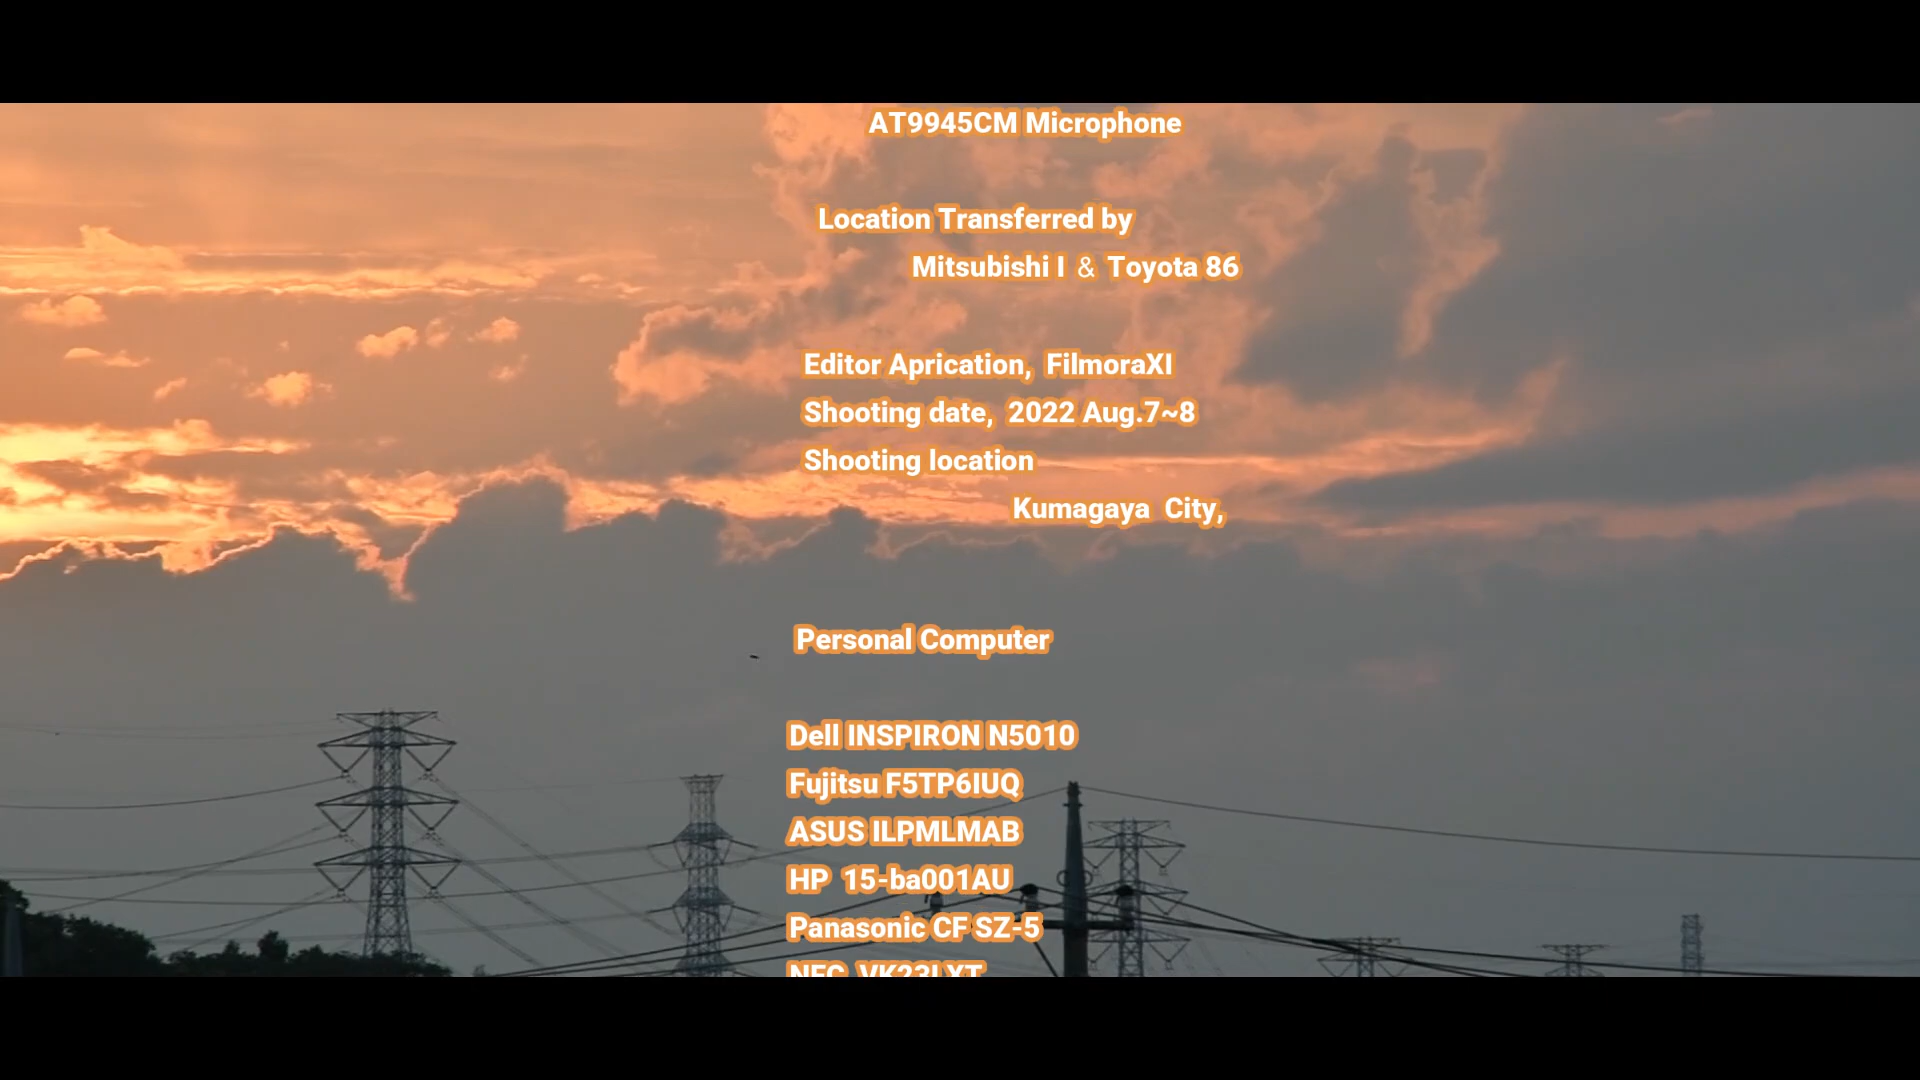 AT9945CM Microphone
Location Transferred by
Mitsubishi I & Toyota 86
Editor Aprication, FilmoraXI
Shooting date, 2022 Aug.7~8
Shooting location
Kumagaya City,
Personal Computer
Dell INSPIRON N5010
Fujitsu F5TP6IUQ
ASUS ILPMLMAB
HP 15-ba001AU
Panasonic CF SZ-5
NEC